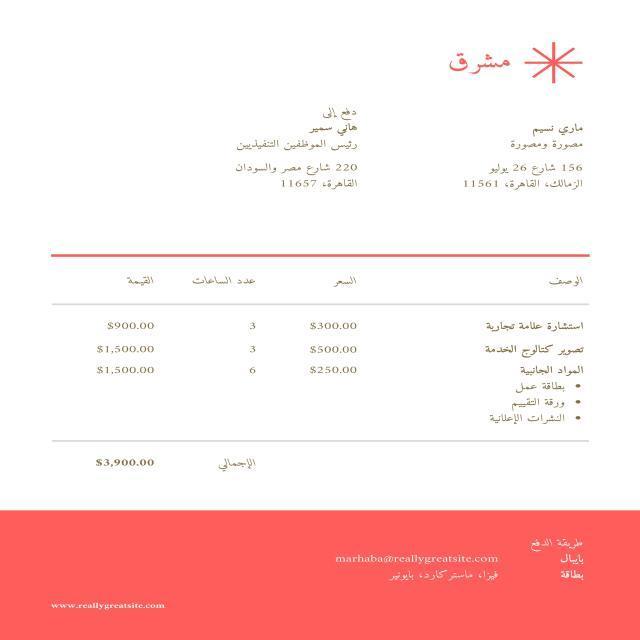 مشرق
ماري نسيم
مصورة ومصورة
156 شارع 26 يوليو
الزمالك، القاهرة، 11561
دفع إلى
هاني سمير
رئيس الموظفين التنفيذيين
220 شارع مصر والسودان
القاهرة، 11657
الوصف السعر عدد الساعات القيمة
استشارة علامة تجارية $300.00 3 $900.00
تصوير كتالوج الخدمة $500.00 3 $1,500.00
المواد الجانبية $250.00 6 $1,500.00
• بطاقة عمل
• ورقة التقييم
• النشرات الإعلانية
الإجمالي $3,900.00
طريقة الدفع
بايبال marhaba@reallygreatsite.com
بطاقة فيزا، ماستركارد، بايونير
www.reallygreatsite.com